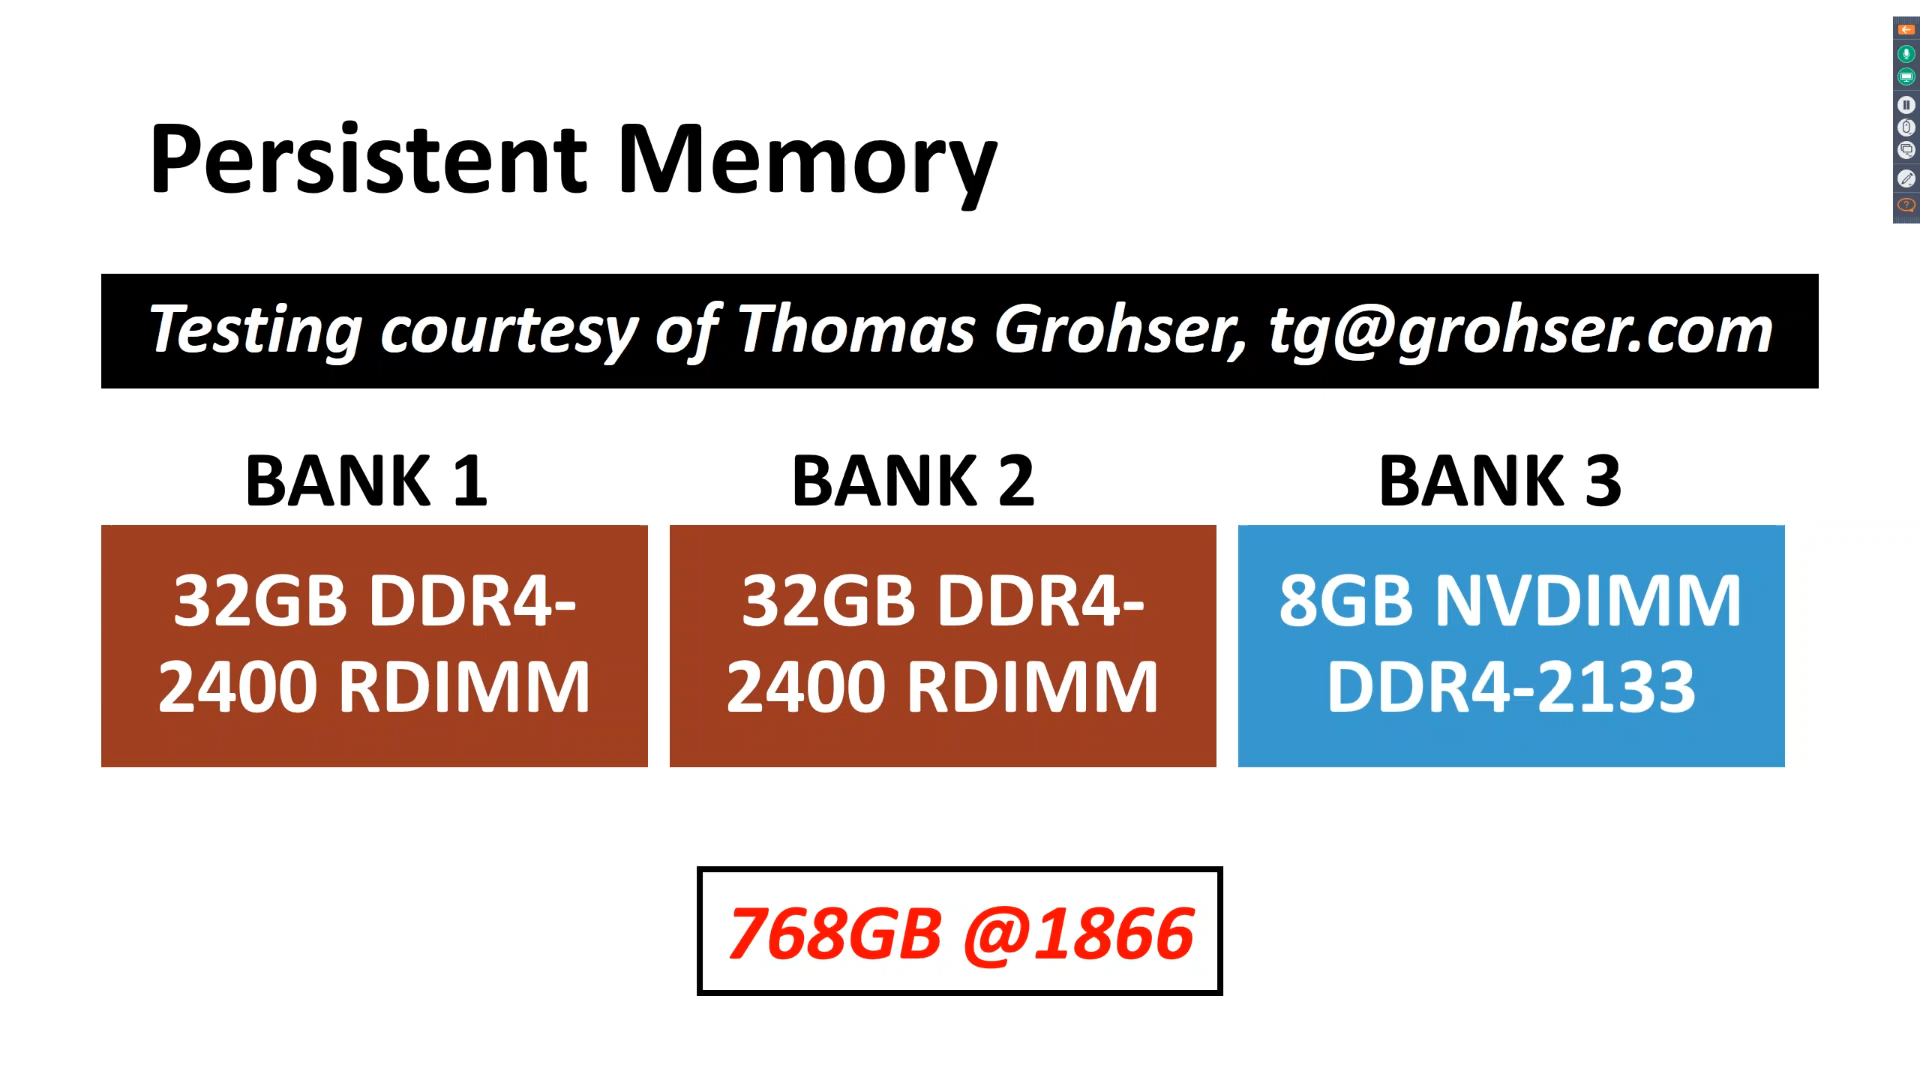 Persistent Memory
Testing courtesy of Thomas Grohser, tg@grohser.com
BANK 1
BANK 2
BANK 3
32GB DDR4-
2400 RDIMM
32GB DDR4-
2400 RDIMM
8GB NVDIMM
DDR4-2133
768GB @1866